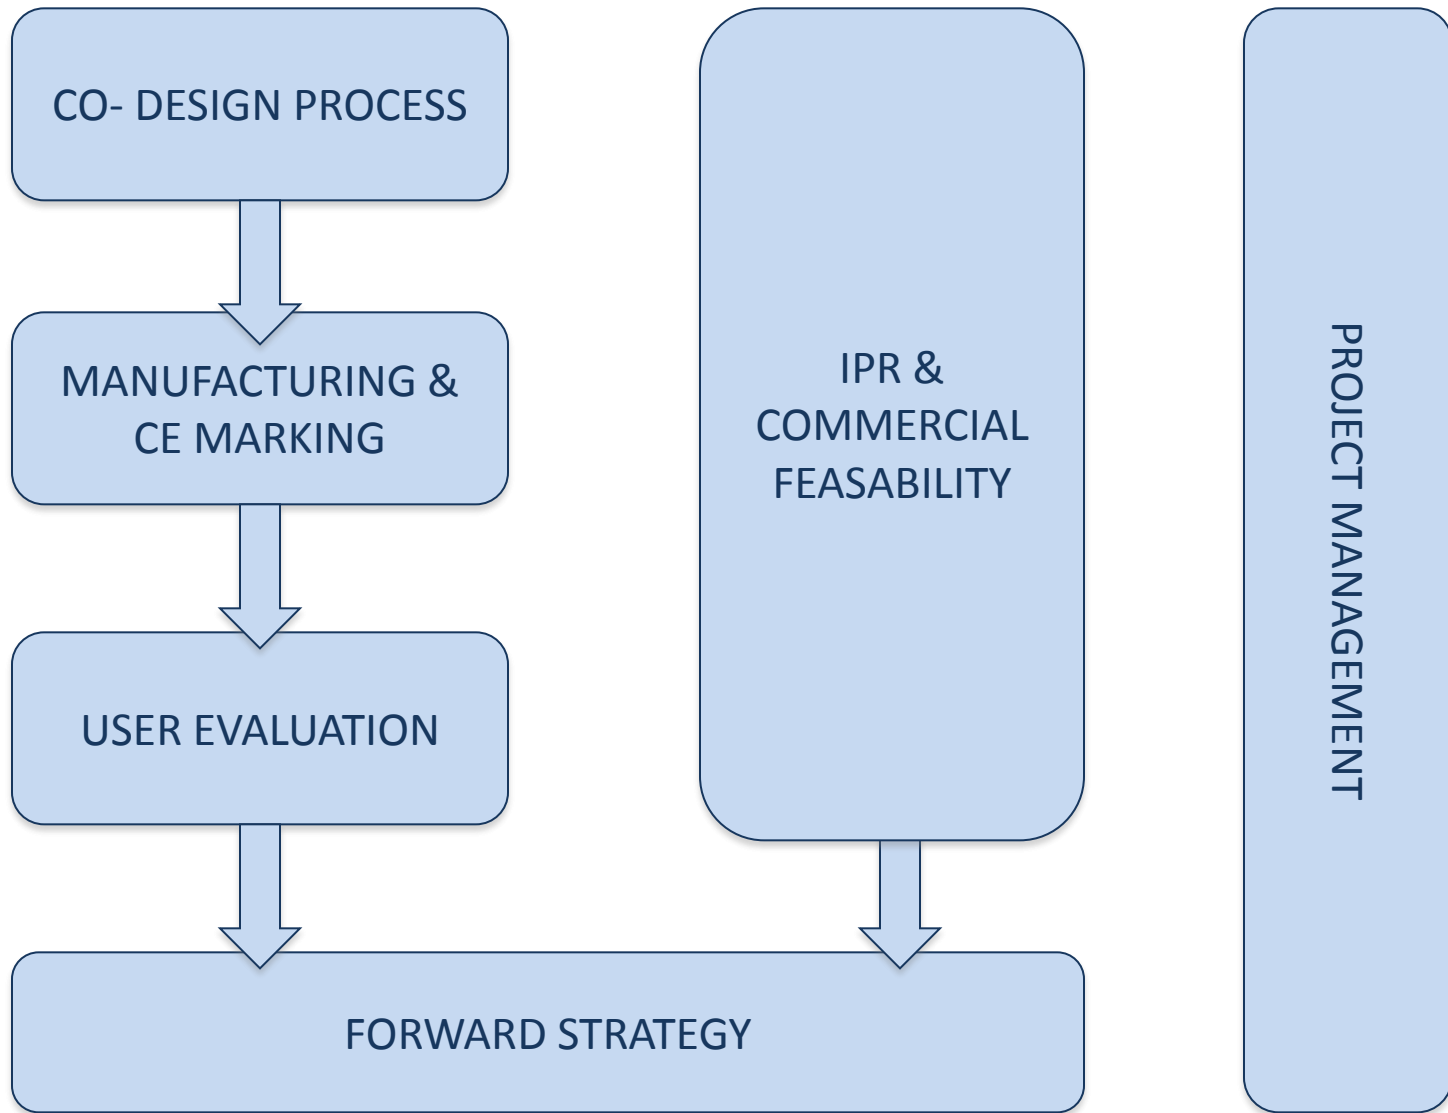 CO- DESIGN PROCESS
MANUFACTURING &
CE MARKING
USER EVALUATION
IPR &
COMMERCIAL
FEASABILITY
FORWARD STRATEGY
PROJECT MANAGEMENT